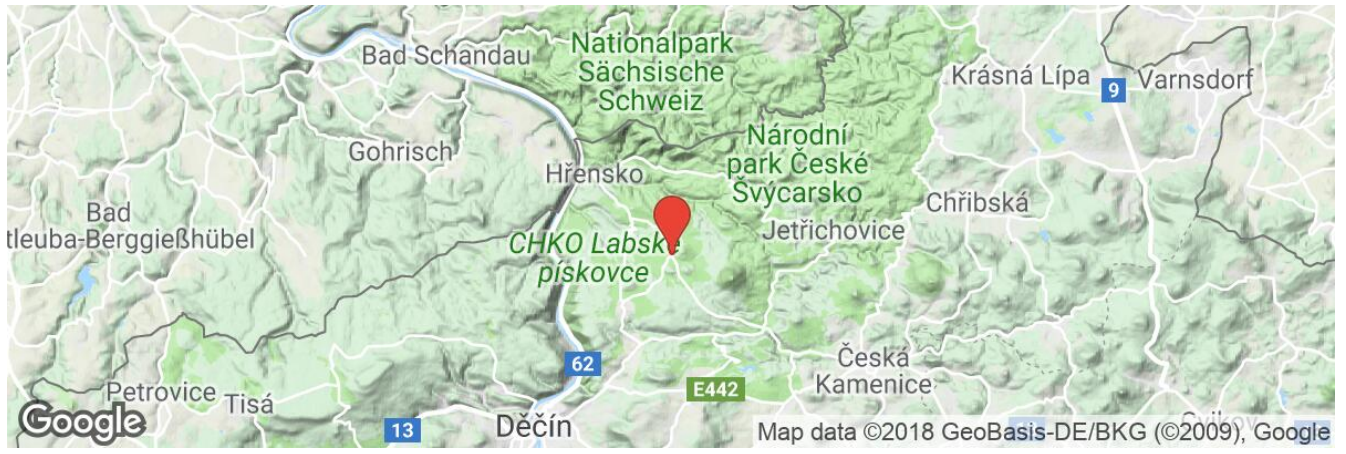 Bad Schandau
Nationalpark
Sächsische
Schweiz
Krásná Lípa
9
Varnsdorf
Gohrisch
Národní
park České
Švýcarsko
Hřensko
Bad
tleuba-Berggießhübel
Chřibská
CHKO Labské
pískovce
Jetřichovice
62
Česká
Kamenice
E442
Petrovice
Tisá
Google
13
Děčín
Cvikov
Map data ©2018 GeoBasis-DE/BKG (©2009), Google